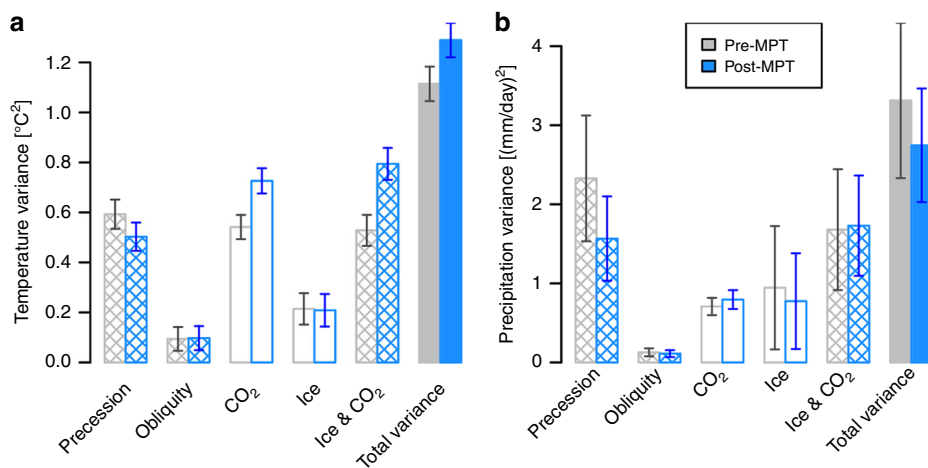 a
Temperature variance [°C²]
1.2
1.0
0.8
0.6
0.4
0.2
0.0
Precession
Obliquity
CO₂
Ice
Ice & CO₂
Total variance
b
Pre-MPT
Post-MPT
Precipitation variance [(mm/day)²]
4
3
2
1
0
Precession
Obliquity
CO₂
Ice
Ice & CO₂
Total variance